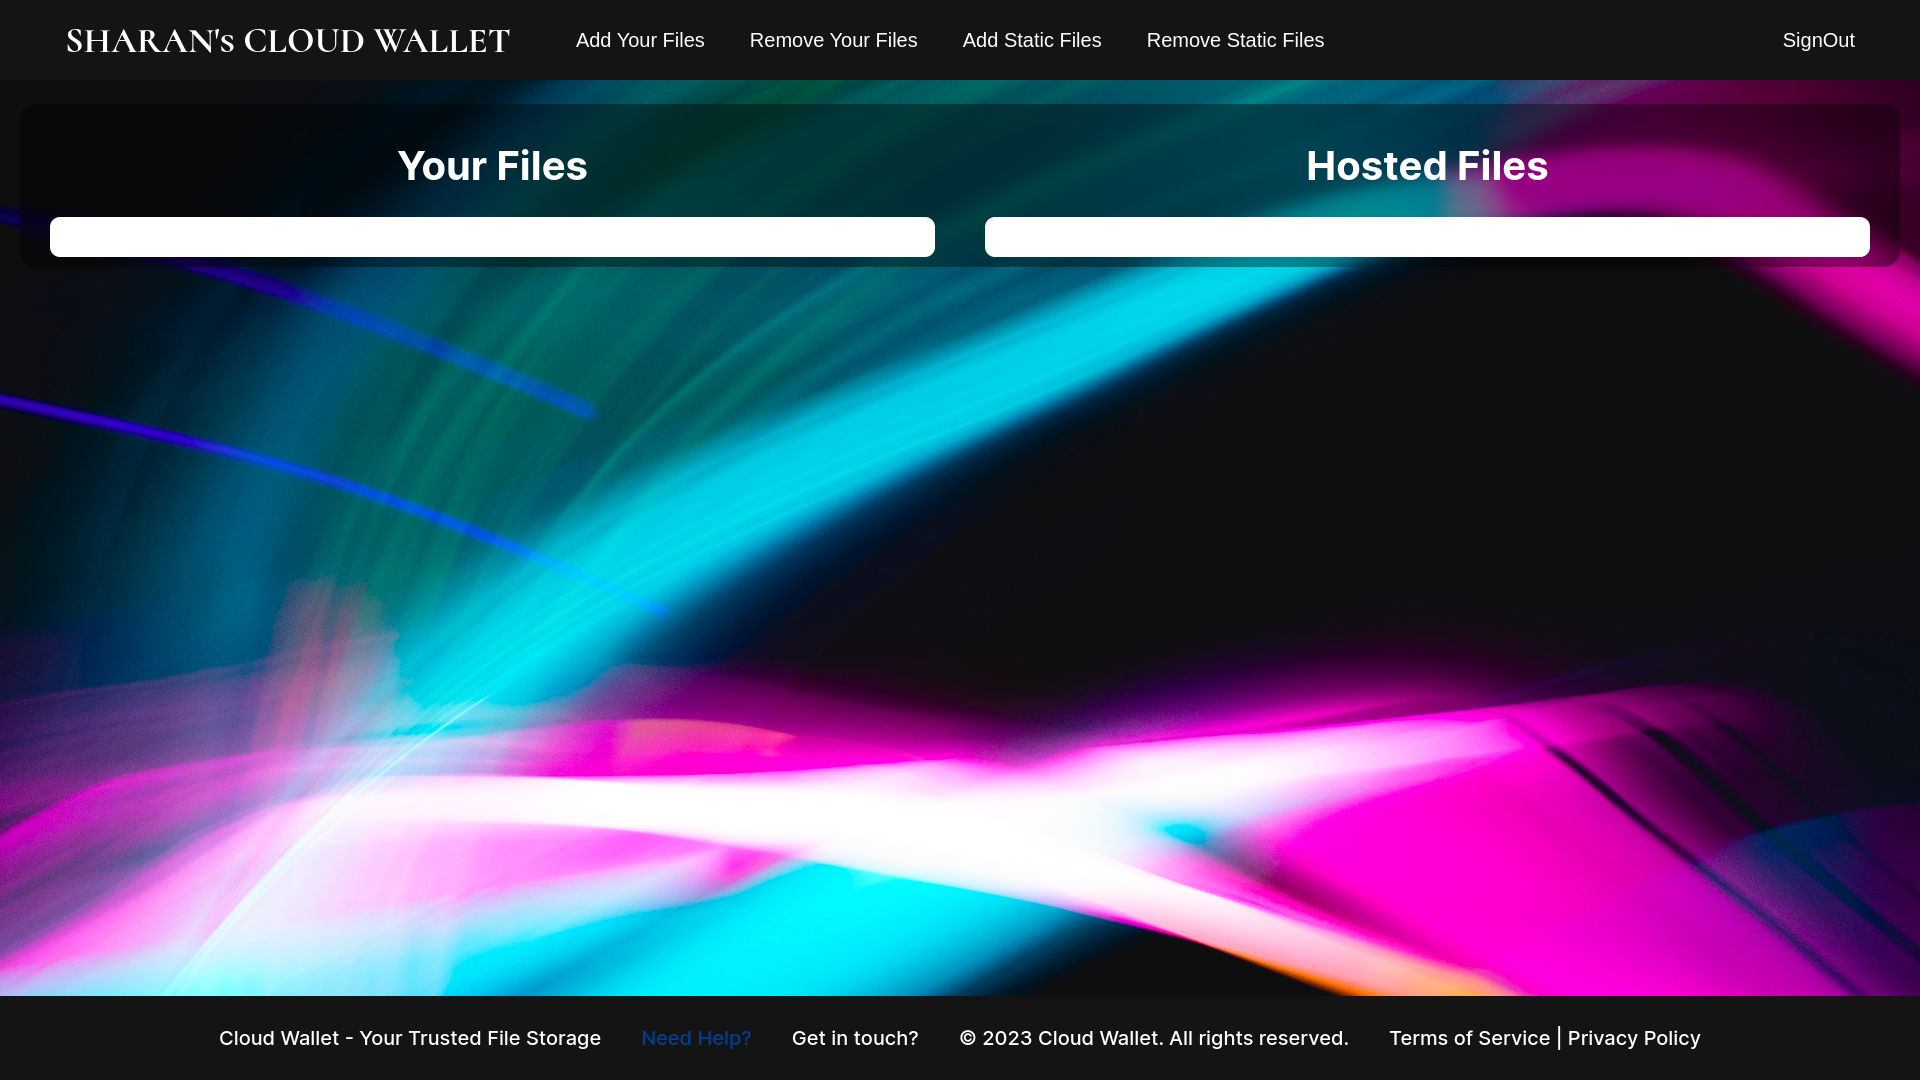 SHARAN's CLOUD WALLET
Add Your Files
Remove Your Files
Add Static Files
Remove Static Files
SignOut
Your Files
Hosted Files
Cloud Wallet - Your Trusted File Storage
Need Help?
Get in touch?
© 2023 Cloud Wallet. All rights reserved.
Terms of Service | Privacy Policy